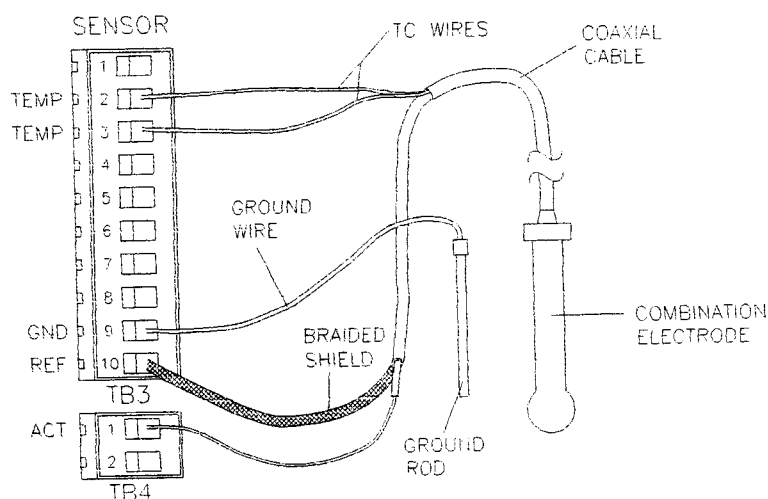 SENSOR
TC WIRES
COAXIAL
CABLE
1
TEMP 2
TEMP 3
4
5
6
7
8
GND 9
REF 10
TB3
GROUND
WIRE
BRAIDED
SHIELD
COMBINATION
ELECTRODE
ACT 1
2
TB4
GROUND
ROD